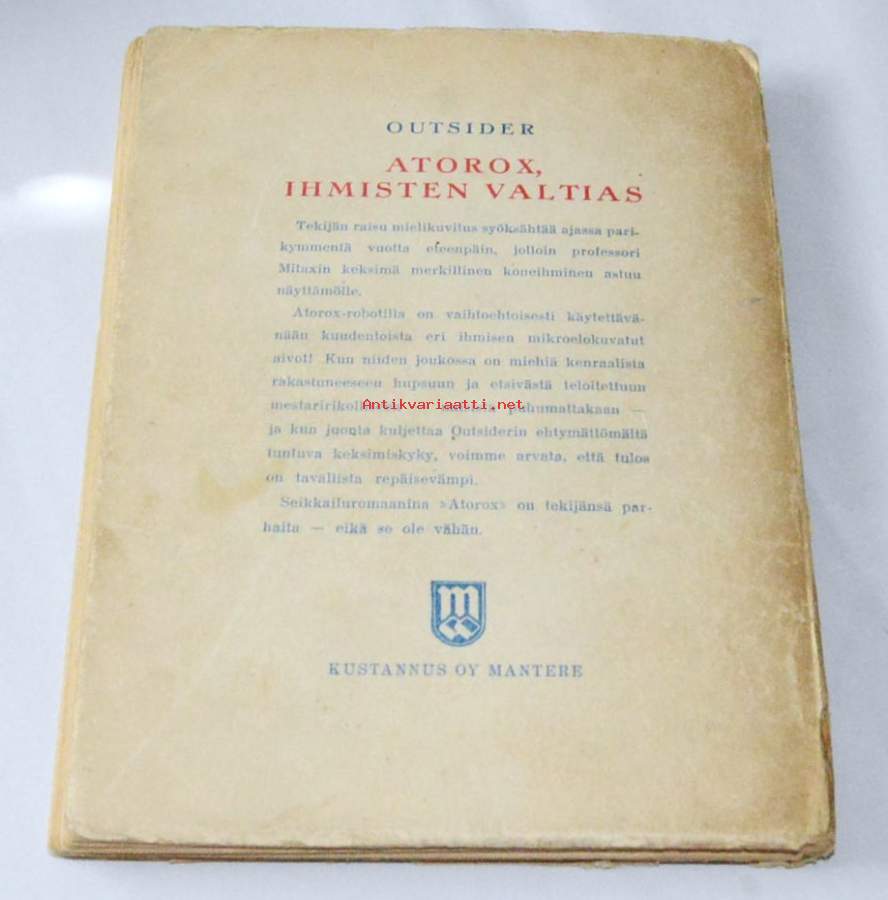 OUTSIDER
ATOROX,
IHMISTEN VALTIAS
Tekijän raisu mielikuvitus syöksähtää ajassa pari-
kymmentä vuotta eteenpäin, jolloin professori
Mitaxin keksimä merkillinen koneihminen astuu
näyttämölle.
Atorox-robotilla on vaihtoehtoisesti käytettävä-
nään kuudentoista eri ihmisen mikroelokuvatut
aivot! Kun niiden joukossa on miehiä kenraalista
rakastuneeseen hupsuun ja etsivästä teloitettuun
puhumattakaan —
Antikvariaatti.net
ja kun juonta kuljettaa Outsiderin ehtymättömältä
tuntuva keksimiskyky, voimme arvata, että tulos
on tavallista repäisevämpi.
Seikkailuromaanina »Atorox» on tekijänsä par-
haita — eikä se ole vähän.
KUSTANNUS OY MANTERE